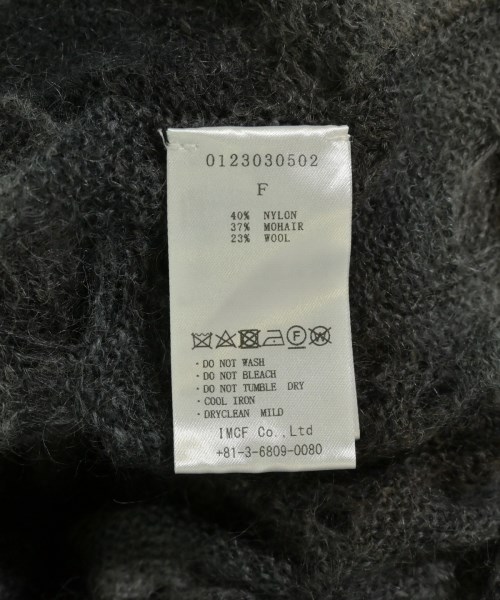 0123030502
F
40% NYLON
37% MOHAIR
23% WOOL
F W
・DO NOT WASH
・DO NOT BLEACH
・DO NOT TUMBLE DRY
・COOL IRON
・DRYCLEAN MILD
IMCF Co.,Ltd
+81-3-6809-0080